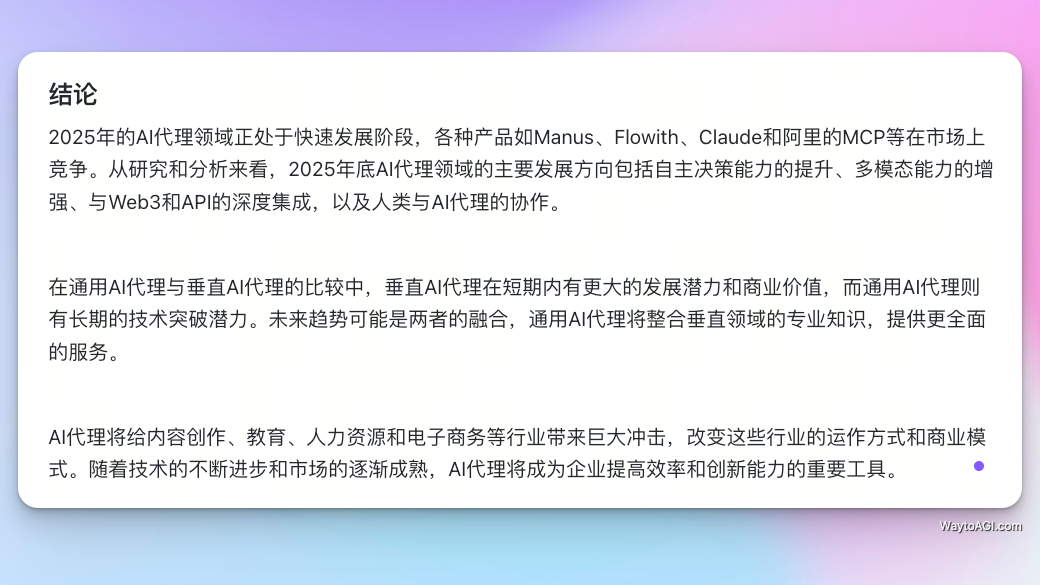 结论
2025年的AI代理领域正处于快速发展阶段，各种产品如Manus、Flowith、Claude和阿里的MCP等在市场上
竞争。从研究和分析来看，2025年底AI代理领域的主要发展方向包括自主决策能力的提升、多模态能力的增
强、与Web3和API的深度集成，以及人类与AI代理的协作。
在通用AI代理与垂直AI代理的比较中，垂直AI代理在短期内有更大的发展潜力和商业价值，而通用AI代理则
有长期的技术突破潜力。未来趋势可能是两者的融合，通用AI代理将整合垂直领域的专业知识，提供更全面
的服务。
AI代理将给内容创作、教育、人力资源和电子商务等行业带来巨大冲击，改变这些行业的运作方式和商业模
式。随着技术的不断进步和市场的逐渐成熟，AI代理将成为企业提高效率和创新能力的重要工具。
WaytoAGI.com